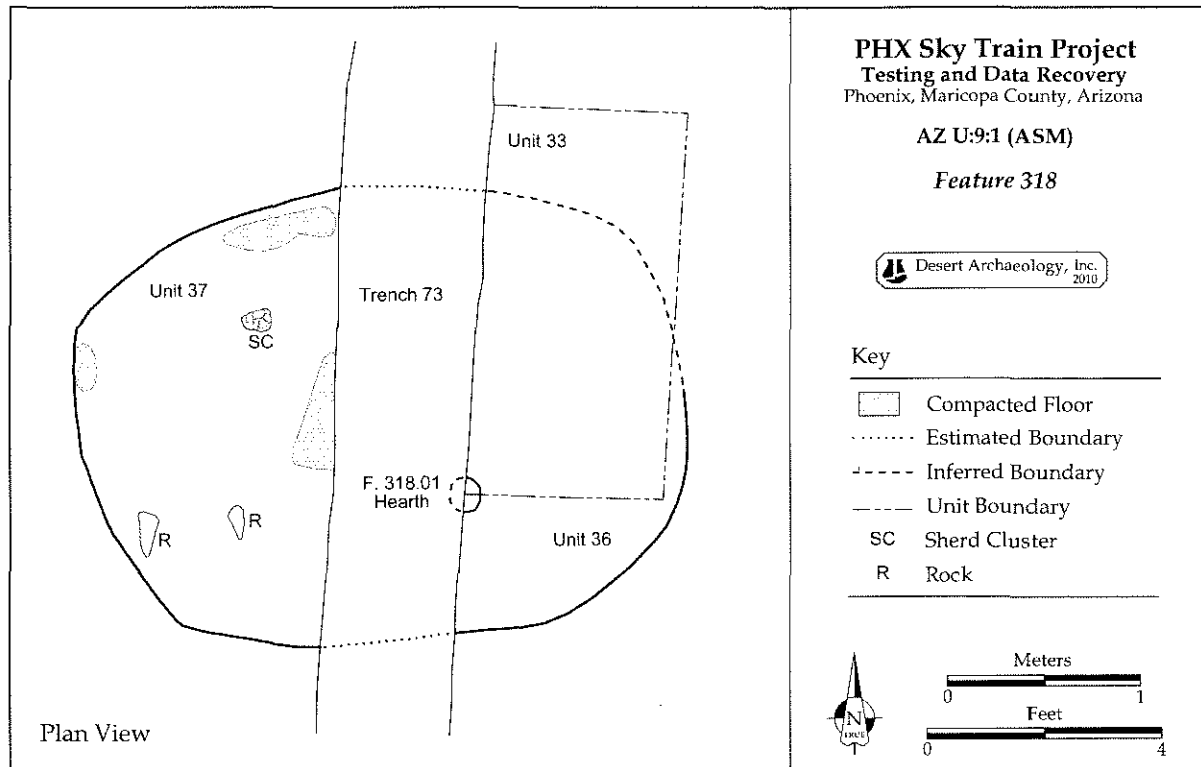 Unit 33
Unit 37
Trench 73
SC
F. 318.01
Hearth
R
R
Unit 36
Plan View
PHX Sky Train Project
Testing and Data Recovery
Phoenix, Maricopa County, Arizona
AZ U:9:1 (ASM)
Feature 318
Desert Archaeology, Inc.
2010
Key
Compacted Floor
Estimated Boundary
Inferred Boundary
Unit Boundary
SC Sherd Cluster
R Rock
Meters
0 1
Feet
0 4
N